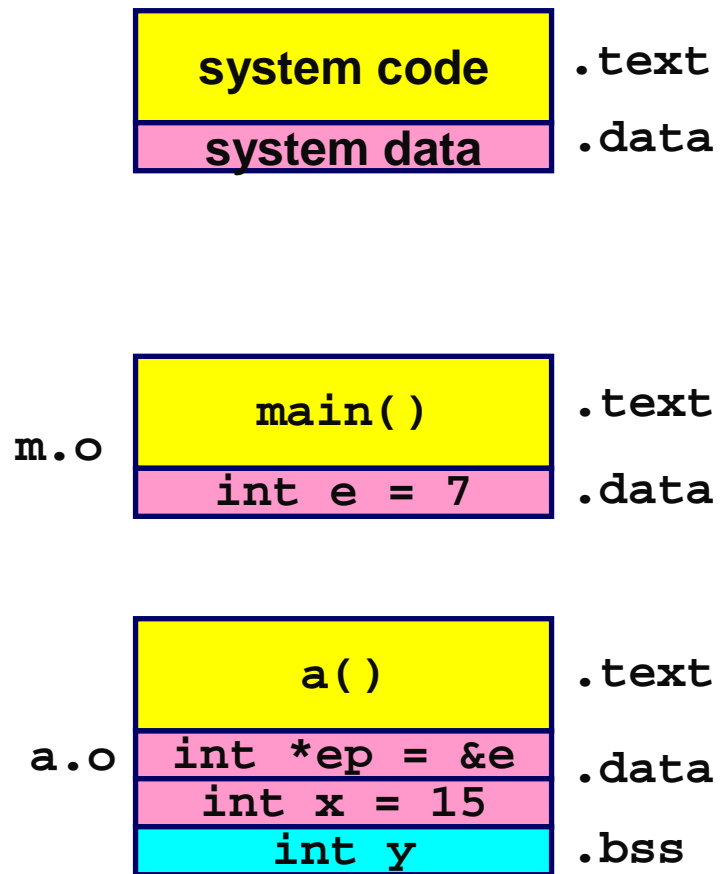 system code .text
system data .data
m.o
main() .text
int e = 7 .data
a.o
a() .text
int *ep = &e .data
int x = 15
int y .bss